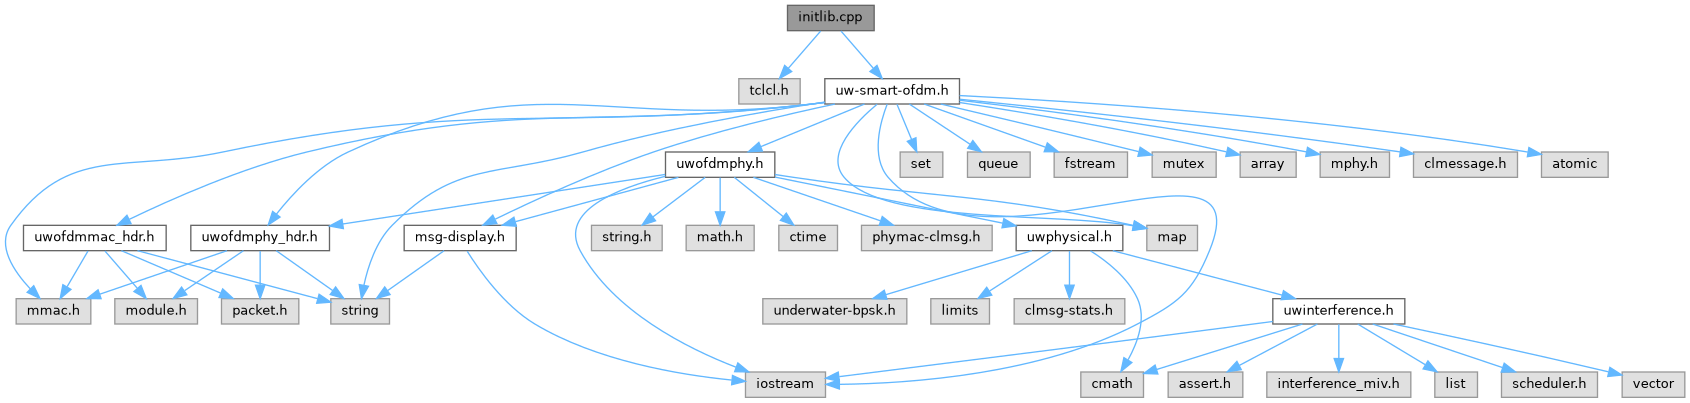 initlib.cpp
tclcl.h
uw-smart-ofdm.h
uwofdmphy.h
set
queue
fstream
mutex
array
mphy.h
clmessage.h
atomic
uwofdmmac_hdr.h
uwofdmphy_hdr.h
msg-display.h
string.h
math.h
ctime
phymac-clmsg.h
uwphysical.h
map
mmac.h
module.h
packet.h
string
underwater-bpsk.h
limits
clmsg-stats.h
uwinterference.h
iostream
cmath
assert.h
interference_miv.h
list
scheduler.h
vector